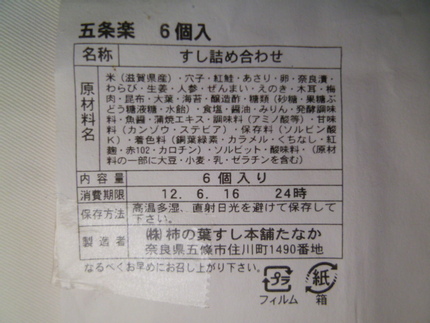 五条楽 6個入
名称 すし詰め合わせ
原材料名
米(滋賀県産)・穴子・紅鮭・あさり・卵・奈良漬・
わらび・生姜・人参・ぜんまい・えのき・木耳・梅
肉・昆布・大葉・海苔・醸造酢・糖類(砂糖・果糖ぶ
どう糖液糖・水飴)・食塩・醤油・みりん・発酵調味
料・魚醤・蒲焼エキス・調味料(アミノ酸等)・甘味
料(カンゾウ・ステビア)・保存料(ソルビン酸
K)・着色料(銅葉緑素・カラメル・くちなし・紅
麹・赤102・カロチン)・ソルビット・酸味料・(原材
料の一部に大豆・小麦・乳・ゼラチンを含む)
内容量 6個入り
消費期限 12. 6. 16 24時
保存方法 高温多湿、直射日光を避けて保存して
下さい。
製造者 ㈱柿の葉すし本舗たなか
奈良県五條市住川町1490番地
なるべくお早めにお召し上がり下さい。
プラ 紙
フィルム 箱